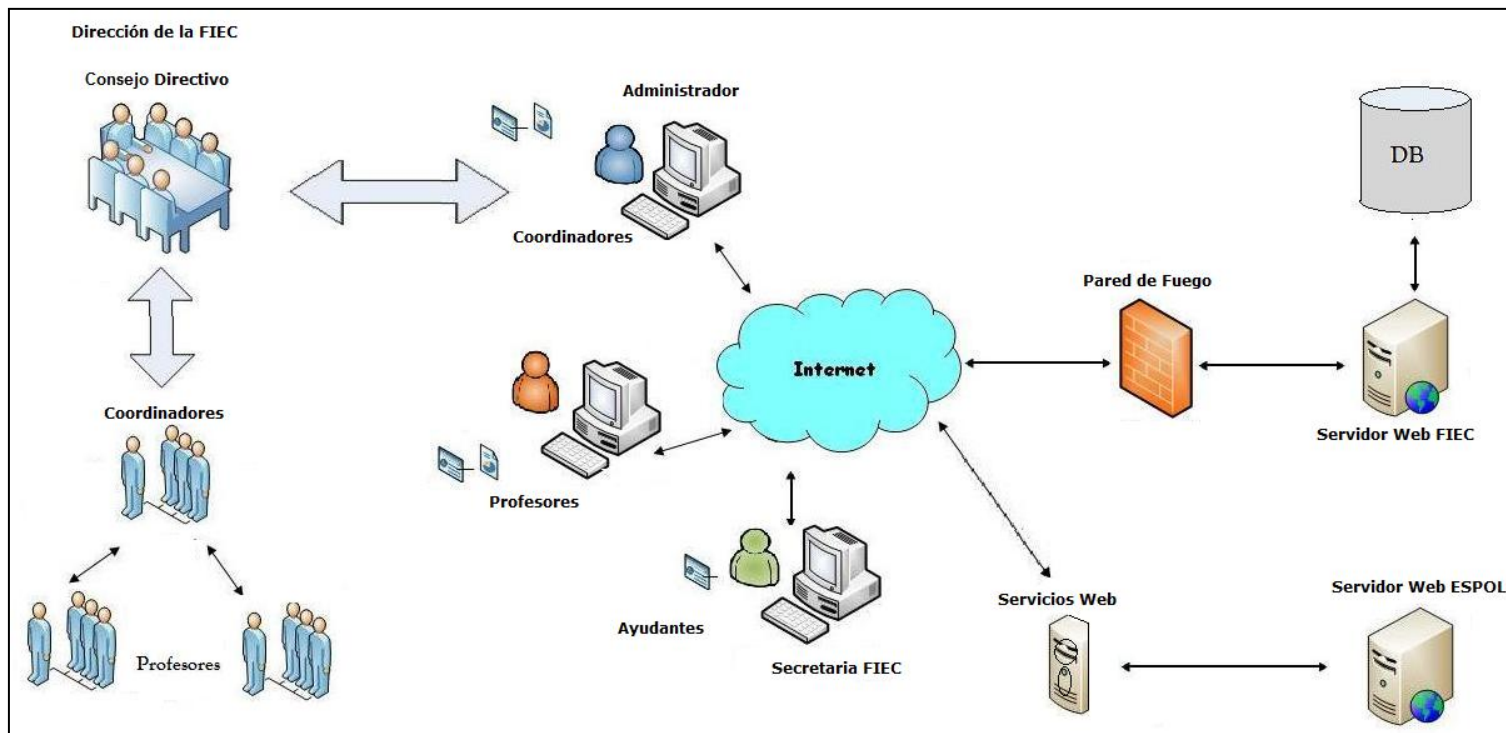 Dirección de la FIEC
Consejo Directivo
Administrador
DB
Coordinadores
Pared de Fuego
Internet
Coordinadores
Servidor Web FIEC
Profesores
Servicios Web
Servidor Web ESPOL
Ayudantes
Profesores
Secretaria FIEC